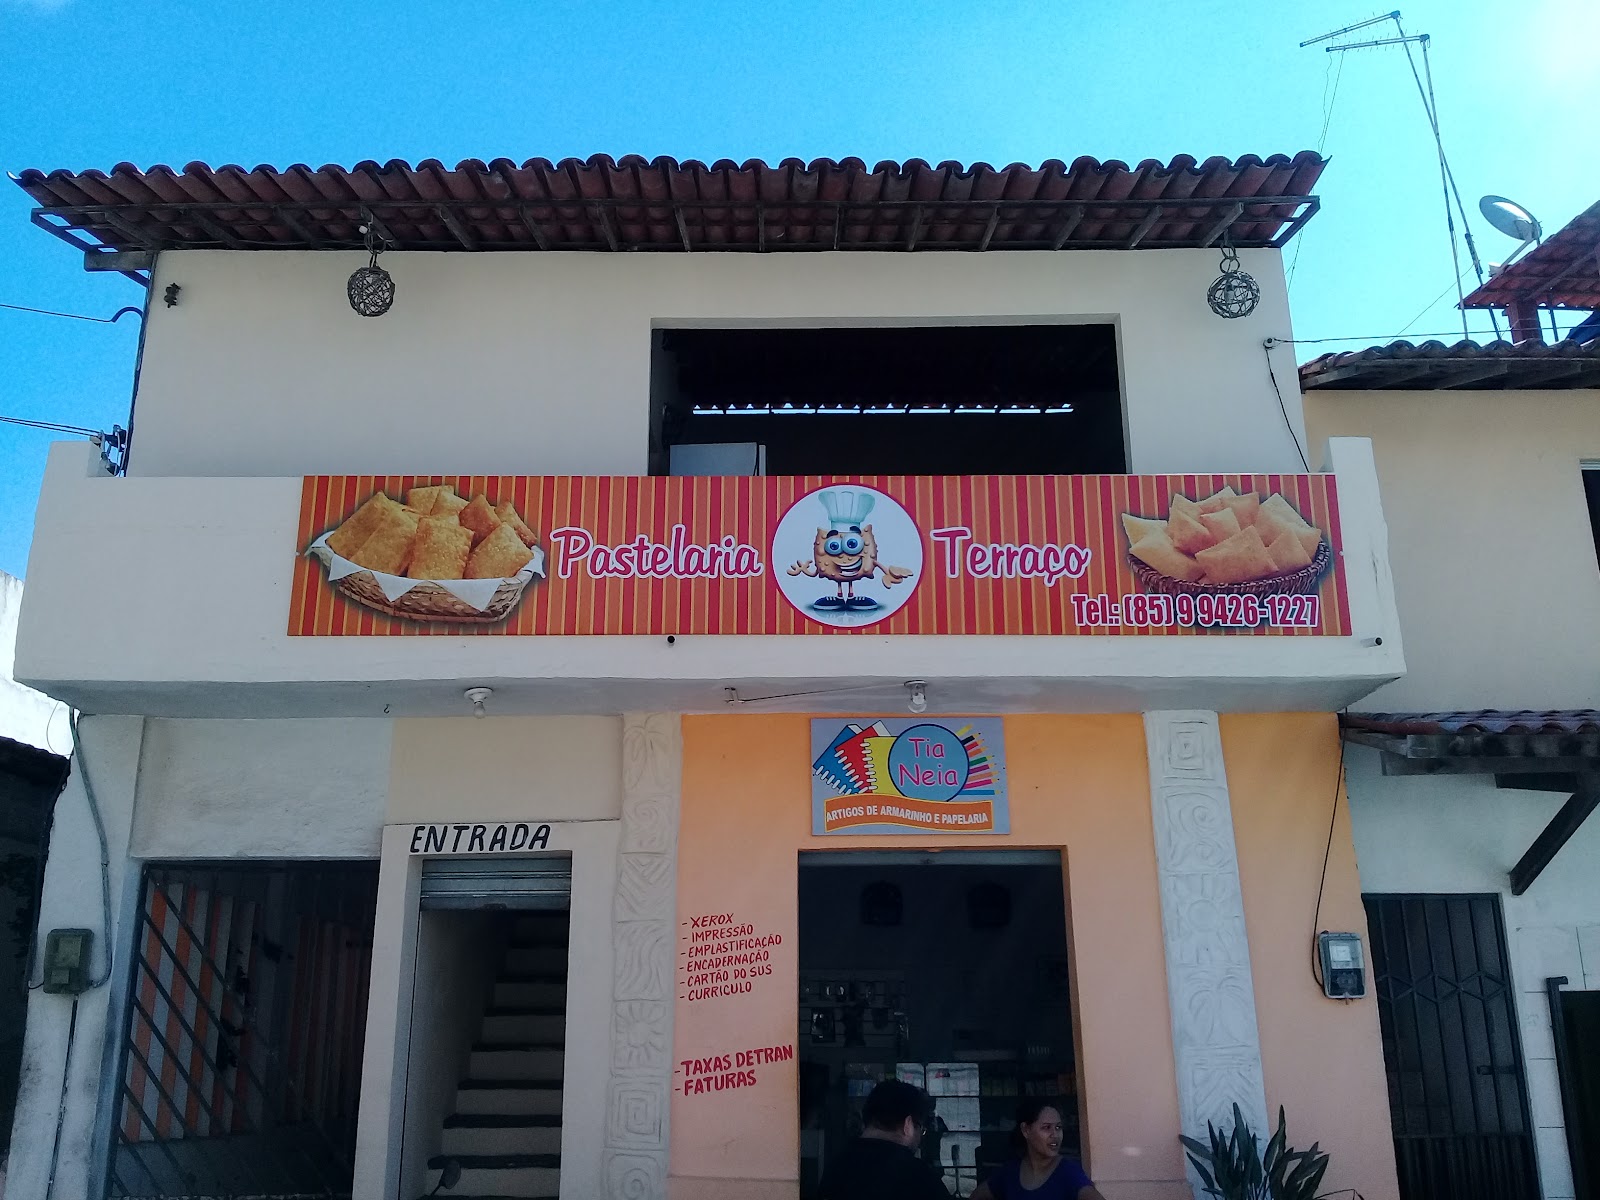 Pastelaria Terraço
Tel.: (85) 9 9426-1227
Tia
Neia
ARTIGOS DE ARMARINHO E PAPELARIA
ENTRADA
- XEROX
- IMPRESSÃO
- EMPLASTIFICAÇÃO
- ENCADERNAÇÃO
- CARTÃO DO SUS
- CURRICULO
- TAXAS DETRAN
- FATURAS